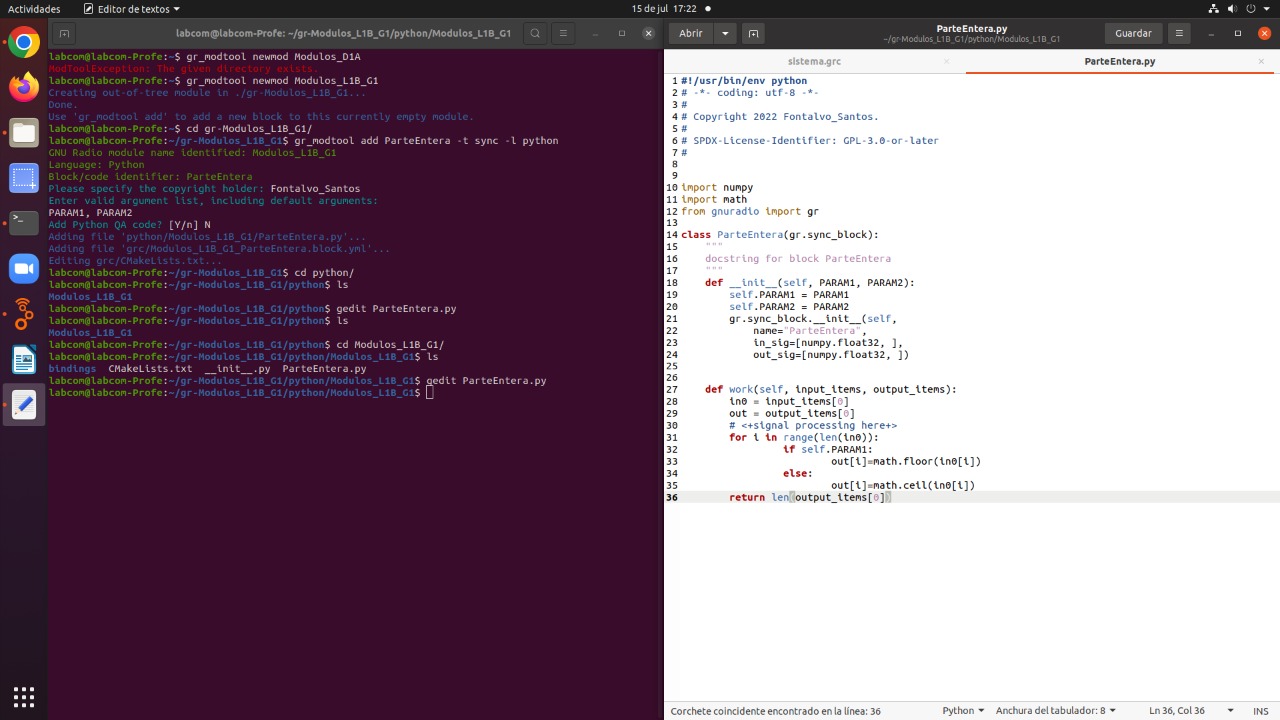 Actividades
Editor de textos
15 de jul 17:22
labcom@labcom-Profe: ~/gr-Modulos_L1B_G1/python/Modulos_L1B_G1
labcom@labcom-Profe:~$ gr_modtool newmod Modulos_D1A
ModToolException: The given directory exists.
labcom@labcom-Profe:~$ gr_modtool newmod Modulos_L1B_G1
Creating out-of-tree module in ./gr-Modulos_L1B_G1...
Done.
Use 'gr_modtool add' to add a new block to this currently empty module.
labcom@labcom-Profe:~$ cd gr-Modulos_L1B_G1/
labcom@labcom-Profe:~/gr-Modulos_L1B_G1$ gr_modtool add ParteEntera -t sync -l python
GNU Radio module name identified: Modulos_L1B_G1
Language: Python
Block/code identifier: ParteEntera
Please specify the copyright holder: Fontalvo_Santos
Enter valid argument list, including default arguments:
PARAM1, PARAM2
Add Python QA code? [Y/n] N
Adding file 'python/Modulos_L1B_G1/ParteEntera.py'...
Adding file 'grc/Modulos_L1B_G1_ParteEntera.block.yml'...
Editing grc/CMakeLists.txt...
labcom@labcom-Profe:~/gr-Modulos_L1B_G1$ cd python/
labcom@labcom-Profe:~/gr-Modulos_L1B_G1/python$ ls
Modulos_L1B_G1
labcom@labcom-Profe:~/gr-Modulos_L1B_G1/python$ gedit ParteEntera.py
labcom@labcom-Profe:~/gr-Modulos_L1B_G1/python$ ls
Modulos_L1B_G1
labcom@labcom-Profe:~/gr-Modulos_L1B_G1/python$ cd Modulos_L1B_G1/
labcom@labcom-Profe:~/gr-Modulos_L1B_G1/python/Modulos_L1B_G1$ ls
bindings CMakeLists.txt __init__.py ParteEntera.py
labcom@labcom-Profe:~/gr-Modulos_L1B_G1/python/Modulos_L1B_G1$ gedit ParteEntera.py
labcom@labcom-Profe:~/gr-Modulos_L1B_G1/python/Modulos_L1B_G1$
Abrir
ParteEntera.py
~/gr-Modulos_L1B_G1/python/Modulos_L1B_G1
Guardar
sistema.grc
ParteEntera.py
1 #!/usr/bin/env python
2 # -*- coding: utf-8 -*-
3 #
4 # Copyright 2022 Fontalvo_Santos.
5 #
6 # SPDX-License-Identifier: GPL-3.0-or-later
7 #
8
9
10 import numpy
11 import math
12 from gnuradio import gr
13
14 class ParteEntera(gr.sync_block):
15     """
16     docstring for block ParteEntera
17     """
18     def __init__(self, PARAM1, PARAM2):
19         self.PARAM1 = PARAM1
20         self.PARAM2 = PARAM2
21         gr.sync_block.__init__(self,
22             name="ParteEntera",
23             in_sig=[numpy.float32, ],
24             out_sig=[numpy.float32, ])
25
26
27     def work(self, input_items, output_items):
28         in0 = input_items[0]
29         out = output_items[0]
30         # <+signal processing here+>
31         for i in range(len(in0)):
32                 if self.PARAM1:
33                         out[i]=math.floor(in0[i])
34                 else:
35                         out[i]=math.ceil(in0[i])
36         return len(output_items[0])
Corchete coincidente encontrado en la línea: 36
Python
Anchura del tabulador: 8
Ln 36, Col 36
INS